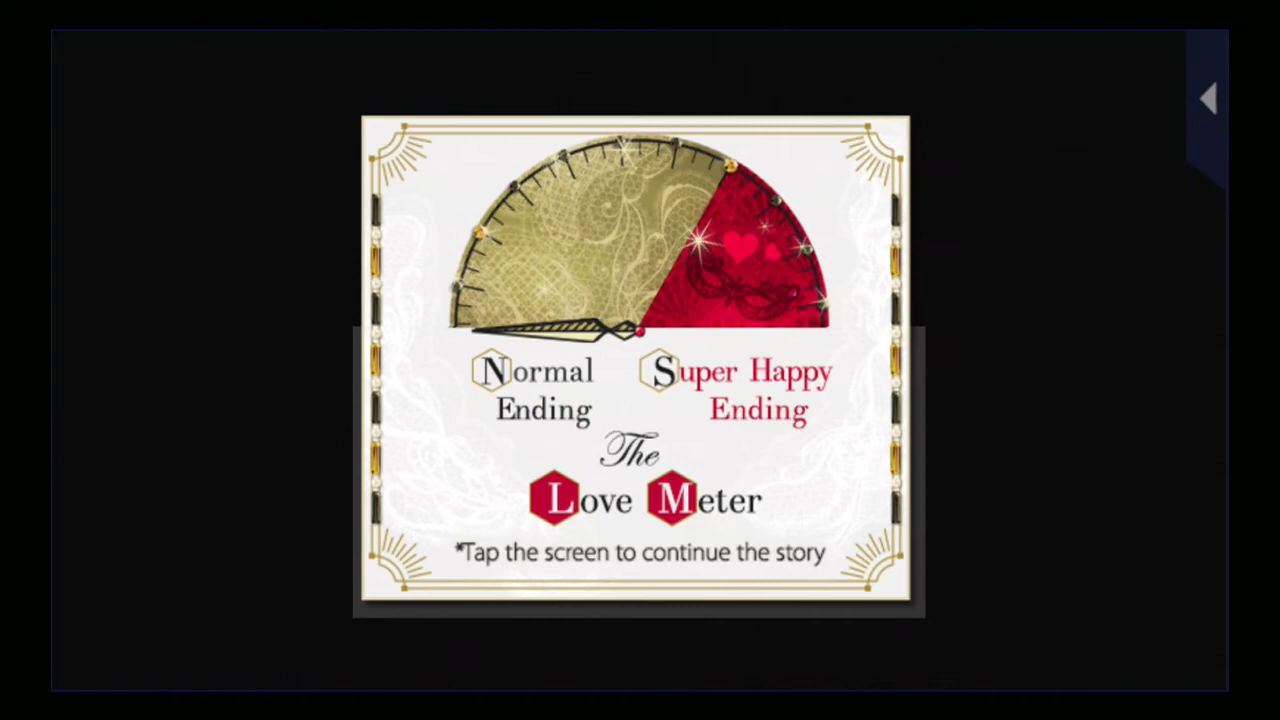 Normal Super Happy
Ending Ending
The
Love Meter
*Tap the screen to continue the story